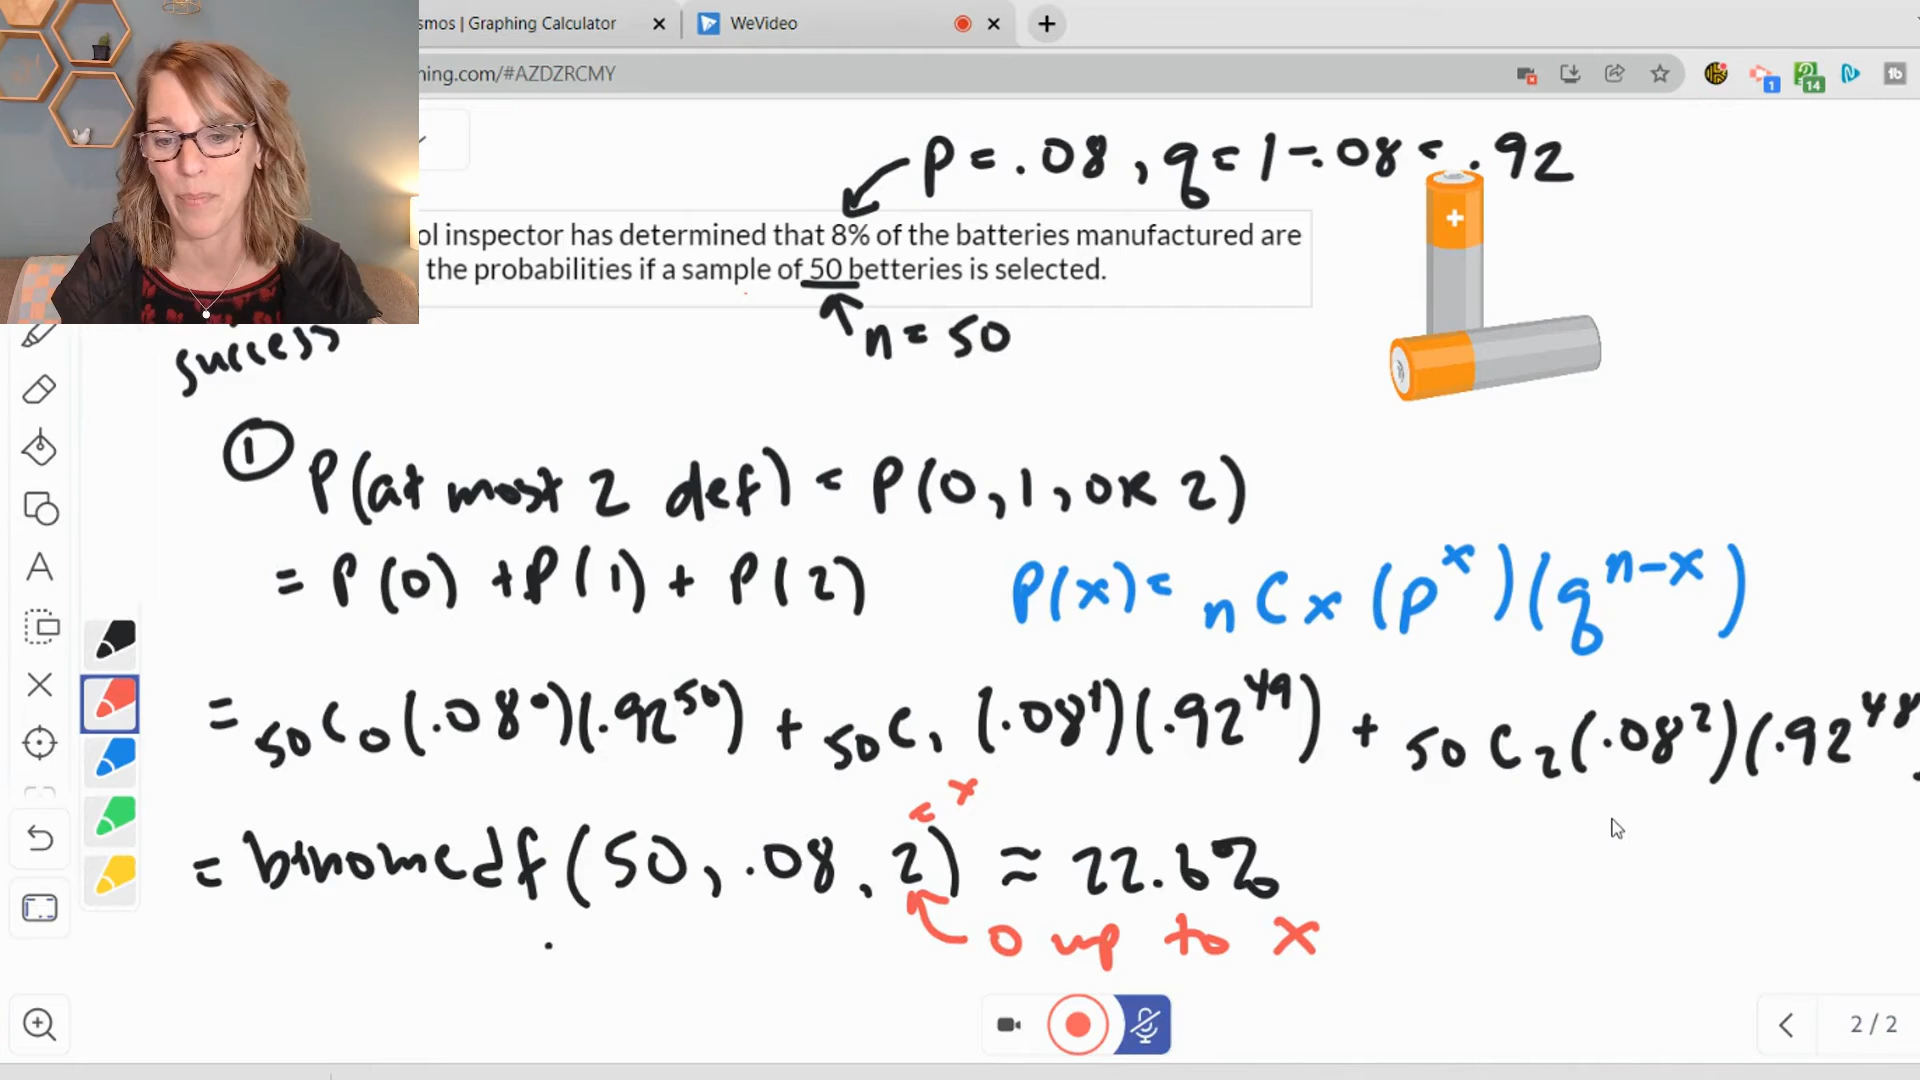 smos | Graphing Calculator
WeVideo
ning.com/#AZDZRCMY
1
14
tb
p = .08 , q = 1 - .08 = .92
ol inspector has determined that 8% of the batteries manufactured are
the probabilities if a sample of 50 betteries is selected.
n = 50
success
① P(at most 2 def) = P(0, 1, OR 2)
= P(0) + P(1) + P(2)
P(x) = nCx (p^x)(q^n-x)
= 50C0 (.08^0)(.92^50) + 50C1 (.08^1)(.92^49) + 50C2 (.08^2)(.92^48)
= x
= binomcdf(50, .08, 2) ≈ 22.6%
0 up to x
A
2 / 2